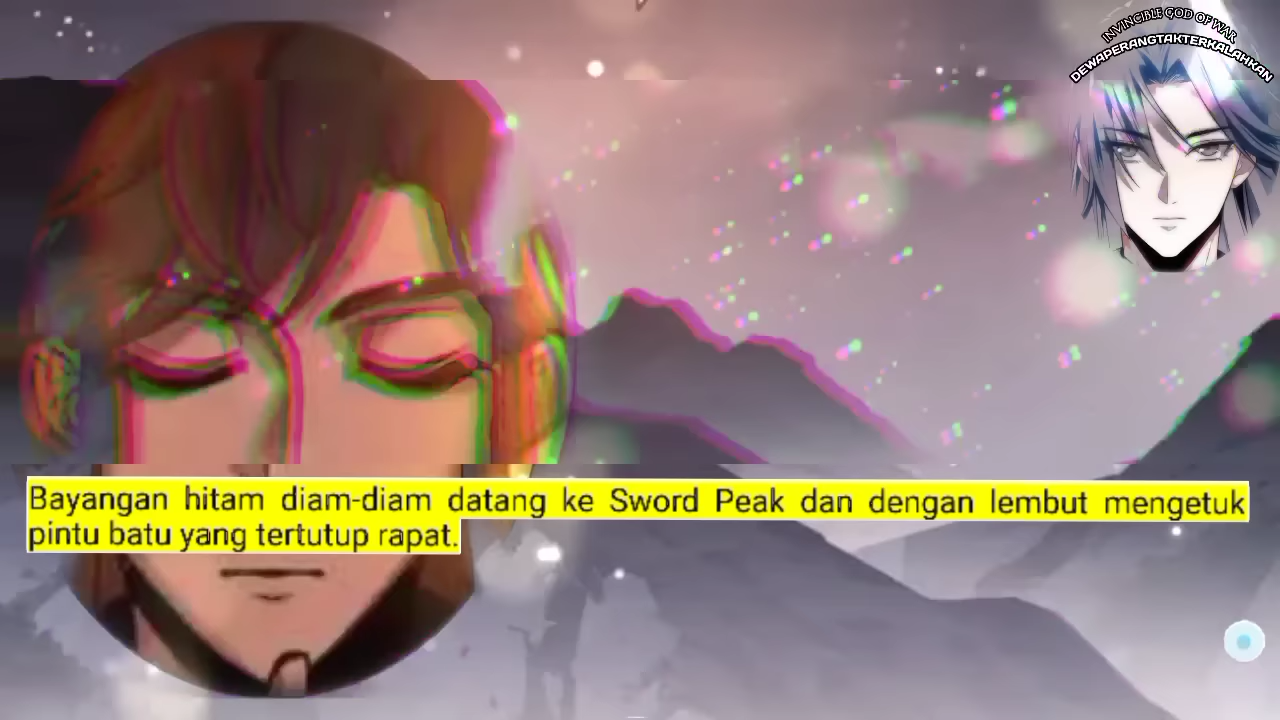 INVINCIBLE GOD OF WAR
DEWAPERANGTAKTERKALAHKAN
Bayangan hitam diam-diam datang ke Sword Peak dan dengan lembut mengetuk
pintu batu yang tertutup rapat.